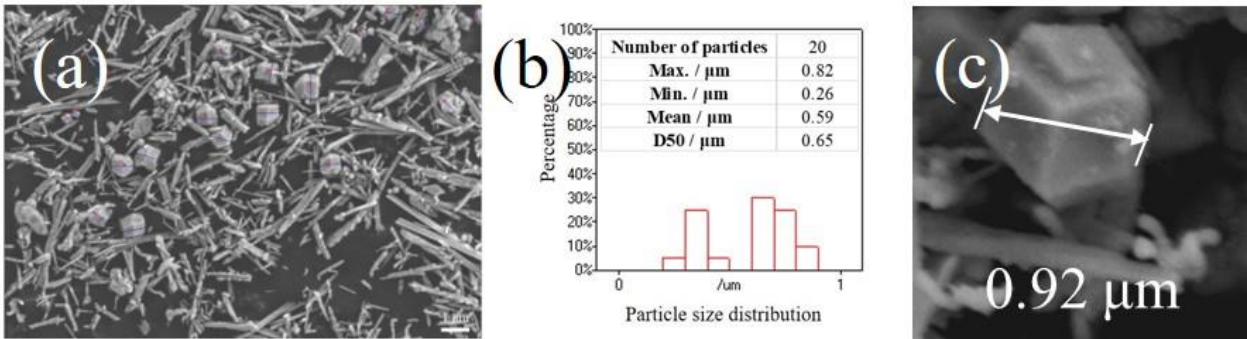 (a)
1 μm
(b)
Percentage
100%
90%
80%
70%
60%
50%
40%
30%
20%
10%
0%
Number of particles 20
Max. / μm 0.82
Min. / μm 0.26
Mean / μm 0.59
D50 / μm 0.65
0 /um 1
Particle size distribution
(c)
0.92 μm